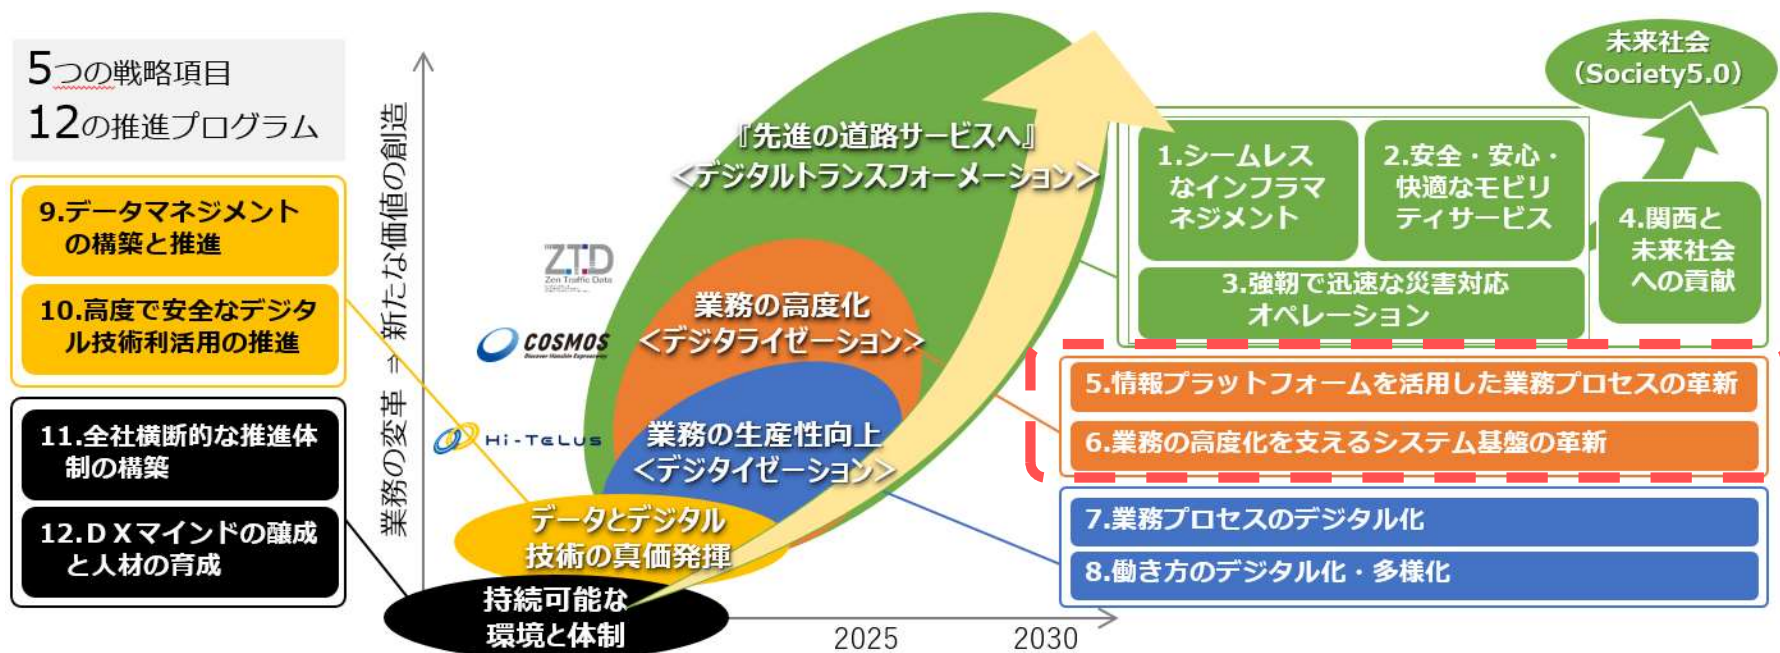 5つの戦略項目
12の推進プログラム
9.データマネジメント
の構築と推進
10.高度で安全なデジタ
ル技術利活用の推進
11.全社横断的な推進体
制の構築
12.ＤＸマインドの醸成
と人材の育成
業務の変革 ⇒ 新たな価値の創造
『先進の道路サービスへ』
＜デジタルトランスフォーメーション＞
ZTD
Zen Traffic Data
業務の高度化
＜デジタライゼーション＞
COSMOS
Hi-TeLus
業務の生産性向上
＜デジタイゼーション＞
データとデジタル
技術の真価発揮
持続可能な
環境と体制
2025
2030
未来社会
（Society5.0）
1.シームレス
なインフラマ
ネジメント
2.安全・安心・
快適なモビリ
ティサービス
3.強靭で迅速な災害対応
オペレーション
4.関西と
未来社会
への貢献
5.情報プラットフォームを活用した業務プロセスの革新
6.業務の高度化を支えるシステム基盤の革新
7.業務プロセスのデジタル化
8.働き方のデジタル化・多様化